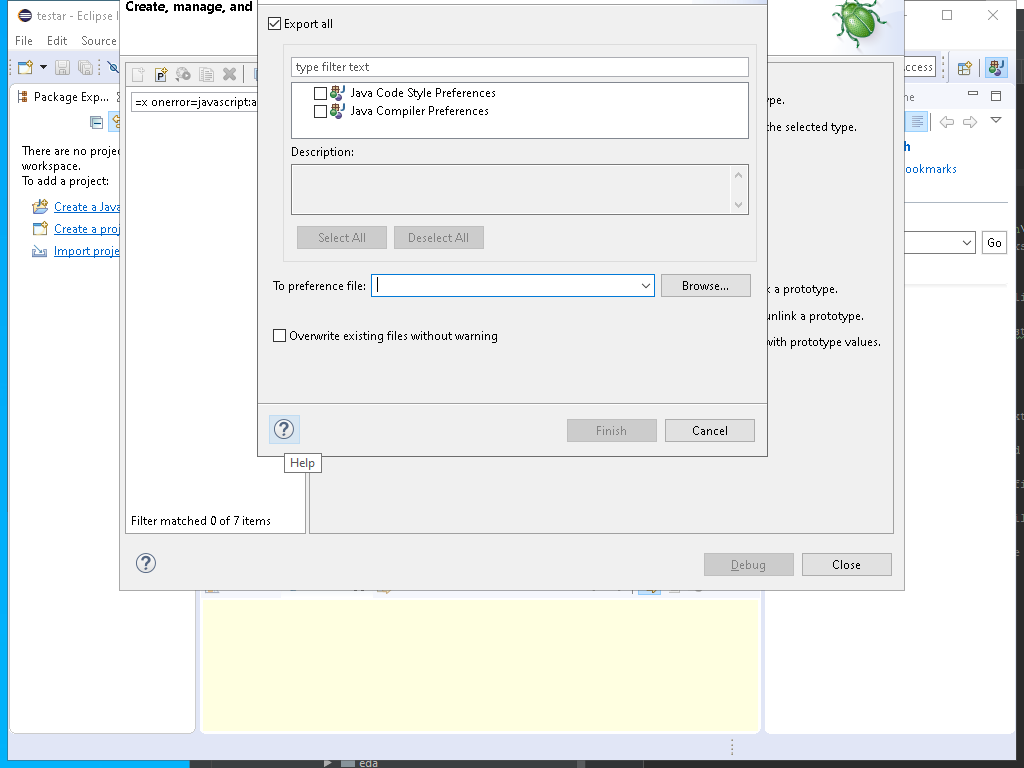 testar - Eclipse I
File Edit Source
Create, manage, and
Export all
type filter text
Java Code Style Preferences
Java Compiler Preferences
Description:
Select All
Deselect All
To preference file:
Browse...
Overwrite existing files without warning
Finish
Cancel
Help
Package Exp...
There are no projec
workspace.
To add a project:
Create a Java
Create a proj
Import proje
=x onerror=javascript:a
Filter matched 0 of 7 items
ype.
the selected type.
k a prototype.
unlink a prototype.
with prototype values.
Debug
Close
ccess
ne
h
ookmarks
Go
eda